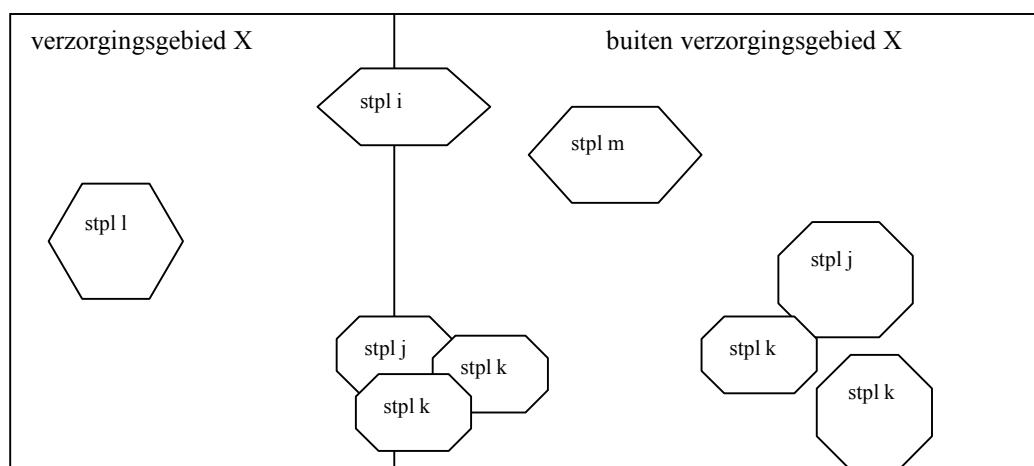 verzorgingsgebied X
buiten verzorgingsgebied X
stpl i
stpl m
stpl l
stpl j
stpl j
stpl k
stpl k
stpl k
stpl k